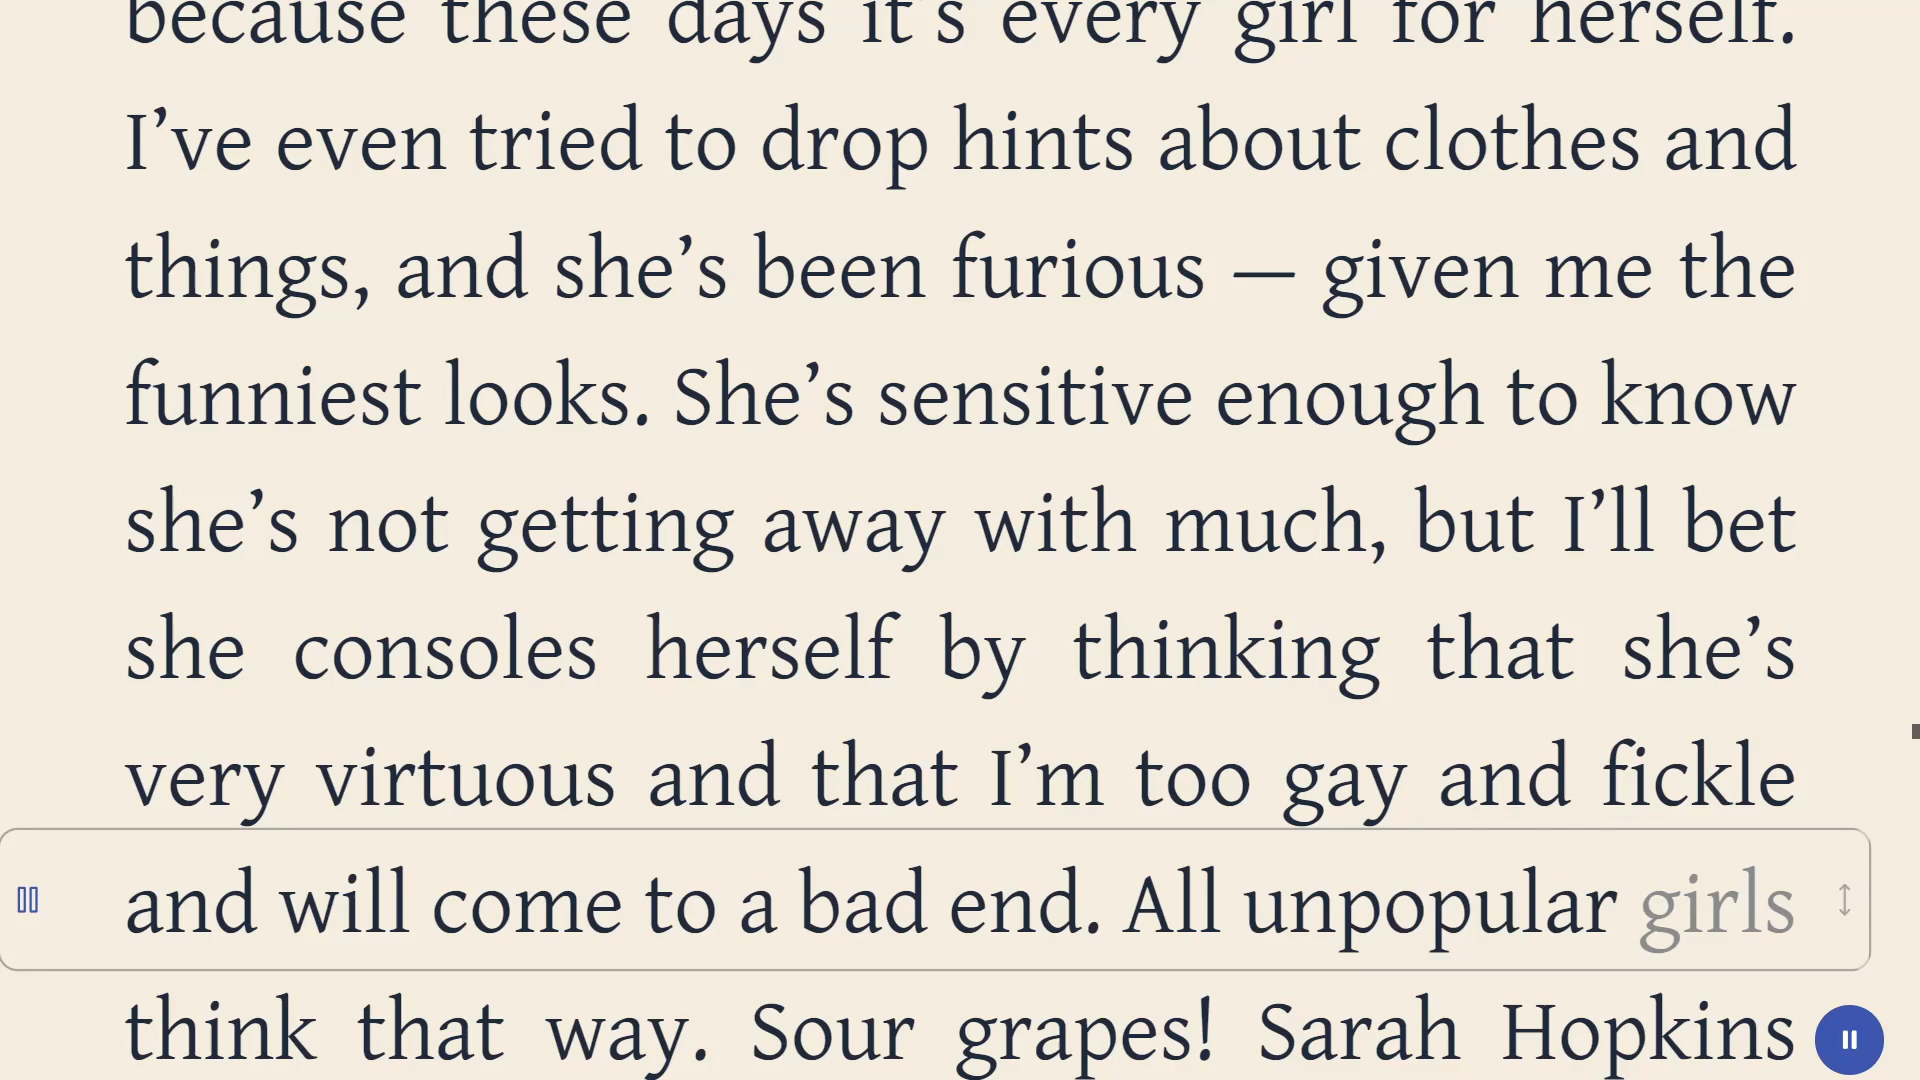 because these days it’s every girl for herself.
I’ve even tried to drop hints about clothes and
things, and she’s been furious — given me the
funniest looks. She’s sensitive enough to know
she’s not getting away with much, but I’ll bet
she consoles herself by thinking that she’s
very virtuous and that I’m too gay and fickle
and will come to a bad end. All unpopular girls
think that way. Sour grapes! Sarah Hopkins